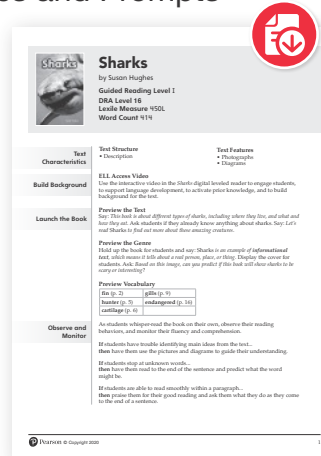 Sharks
Sharks
by Susan Hughes
Guided Reading Level I
DRA Level 16
Lexile Measure 450L
Word Count 414
Text
Characteristics
Text Structure
• Description
Text Features
• Photographs
• Diagrams
Build Background
ELL Access Video
Use the interactive video in the Sharks digital leveled reader to engage students,
to support language development, to activate prior knowledge, and to build
background for the text.
Launch the Book
Preview the Text
Say: This book is about different types of sharks, including where they live, and what and
how they eat. Ask students if they already know anything about sharks. Say: Let's
read Sharks to find out more about these amazing creatures.
Preview the Genre
Hold up the book for students and say: Sharks is an example of informational
text, which means it tells about a real person, place, or thing. Display the cover for
students. Ask: Based on this image, can you predict if this book will show sharks to be
scary or interesting?
Preview Vocabulary
fin (p. 2) gills (p. 9)
hunter (p. 5) endangered (p. 16)
cartilage (p. 6)
Observe and
Monitor
As students whisper-read the book on their own, observe their reading
behaviors, and monitor their fluency and comprehension.
If students have trouble identifying main ideas from the text...
then have them use the pictures and diagrams to guide their understanding.
If students stop at unknown words...
then have them read to the end of the sentence and predict what the word
might be.
If students are able to read smoothly within a paragraph...
then praise them for their good reading and ask them what they do as they come
to the end of a sentence.
Pearson © Copyright 2020
1